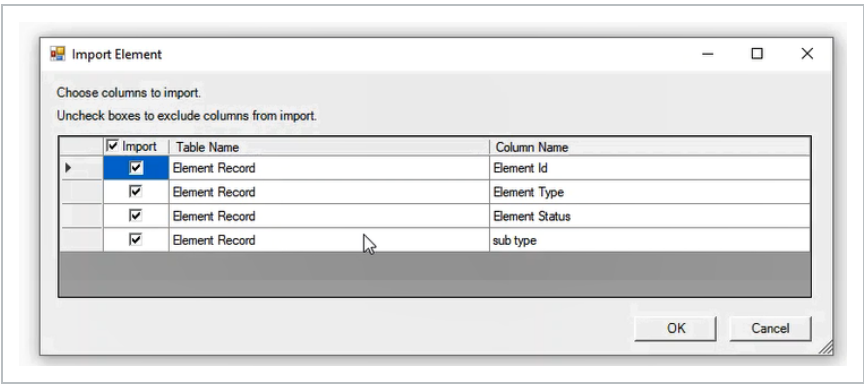 Import Element
Choose columns to import.
Uncheck boxes to exclude columns from import.
Import Table Name Column Name
Element Record Element Id
Element Record Element Type
Element Record Element Status
Element Record sub type
OK Cancel